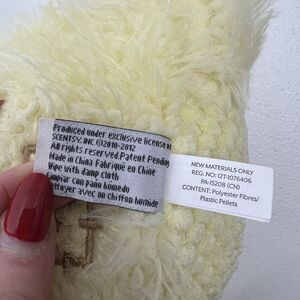 Produced under exclusive license of
SCENTSY, INC. ©2010-2012
All rights reserved. Patent Pending
Made in China Fabriqué en Chine
Wipe with damp cloth
Limpiar con paño húmedo
Nettoyer avec un chiffon humide
NEW MATERIALS ONLY
REG. NO: 12T-1076406
PA-15208 (CN)
CONTENT: Polyester Fibres/
Plastic Pellets